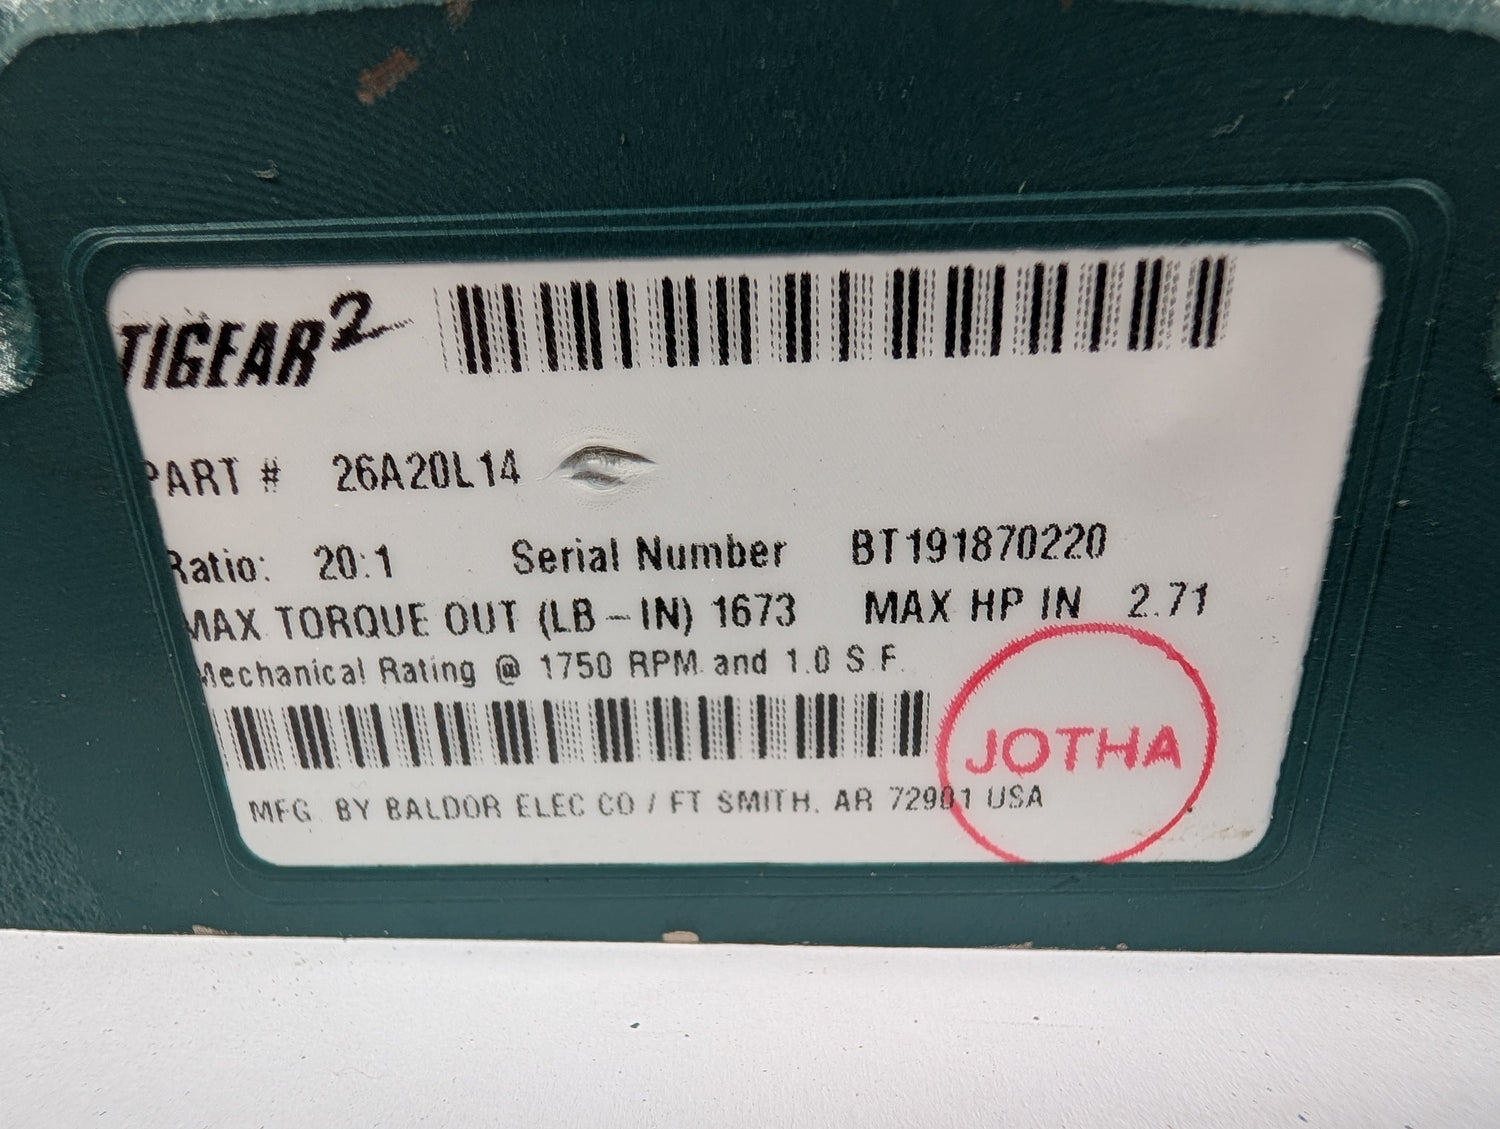 TIGEAR2
PART # 26A20L14
Ratio: 20:1 Serial Number BT191870220
MAX TORQUE OUT (LB-IN) 1673 MAX HP IN 2.71
Mechanical Rating @ 1750 RPM and 1.0 S.F.
JOTHA
MFG. BY BALDOR ELEC CO / FT SMITH, AR 72901 USA